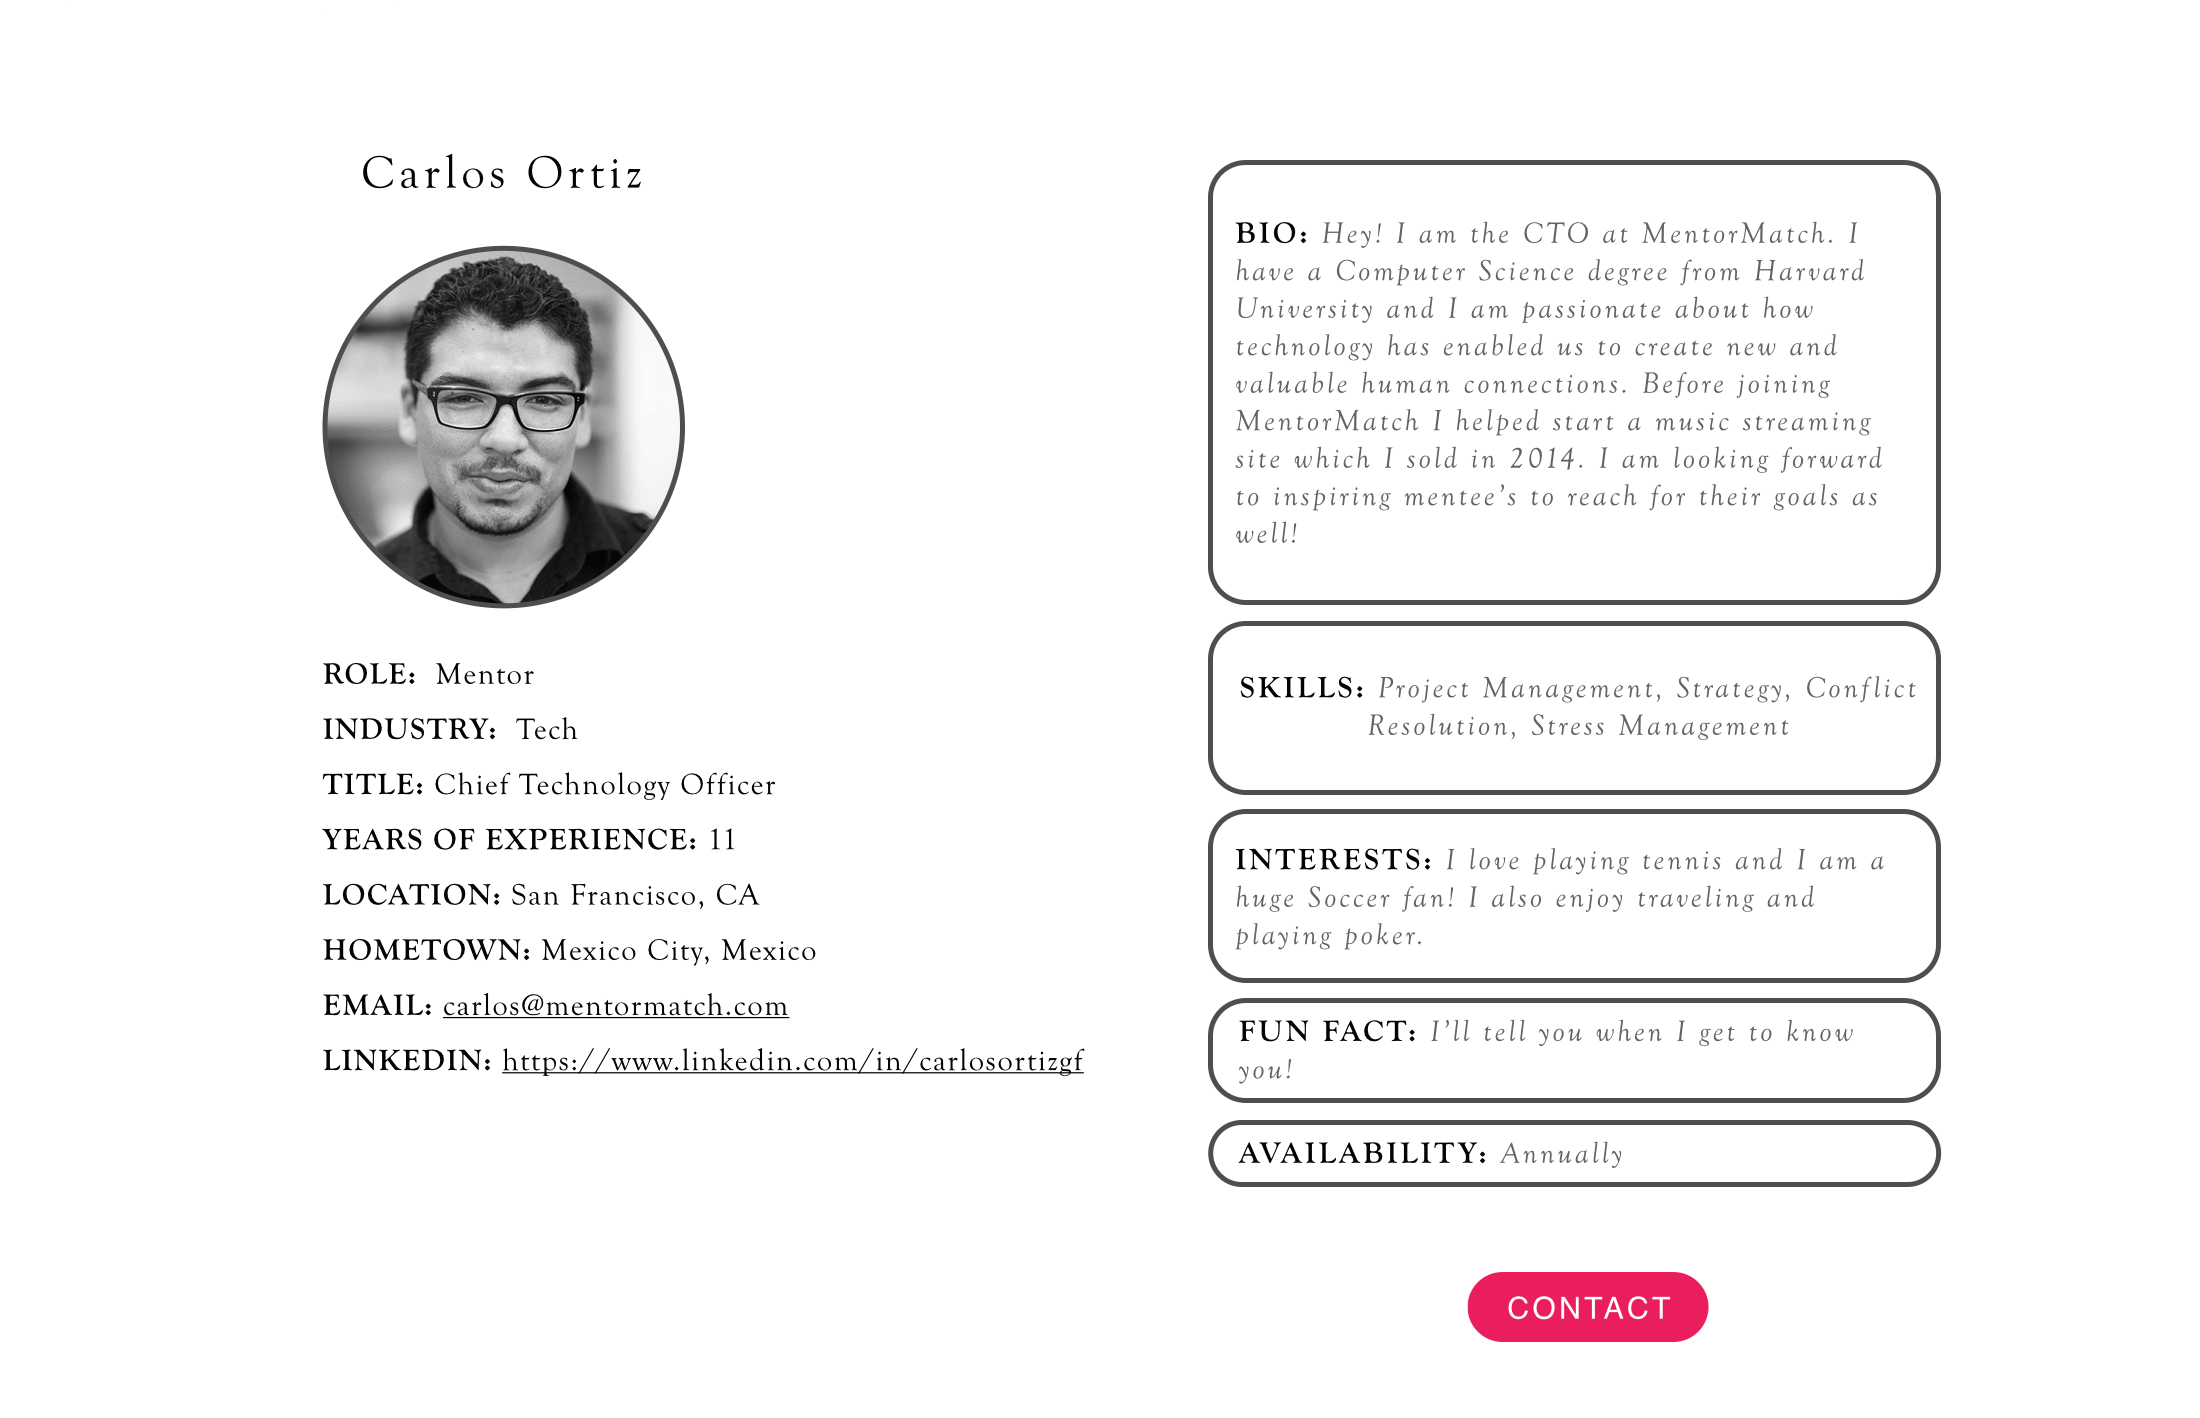 Carlos Ortiz
ROLE: Mentor
INDUSTRY: Tech
TITLE: Chief Technology Officer
YEARS OF EXPERIENCE: 11
LOCATION: San Francisco, CA
HOMETOWN: Mexico City, Mexico
EMAIL: carlos@mentormatch.com
LINKEDIN: https://www.linkedin.com/in/carlosortizgf
BIO: Hey! I am the CTO at MentorMatch. I
have a Computer Science degree from Harvard
University and I am passionate about how
technology has enabled us to create new and
valuable human connections. Before joining
MentorMatch I helped start a music streaming
site which I sold in 2014. I am looking forward
to inspiring mentee’s to reach for their goals as
well!
SKILLS: Project Management, Strategy, Conflict
Resolution, Stress Management
INTERESTS: I love playing tennis and I am a
huge Soccer fan! I also enjoy traveling and
playing poker.
FUN FACT: I’ll tell you when I get to know
you!
AVAILABILITY: Annually
CONTACT